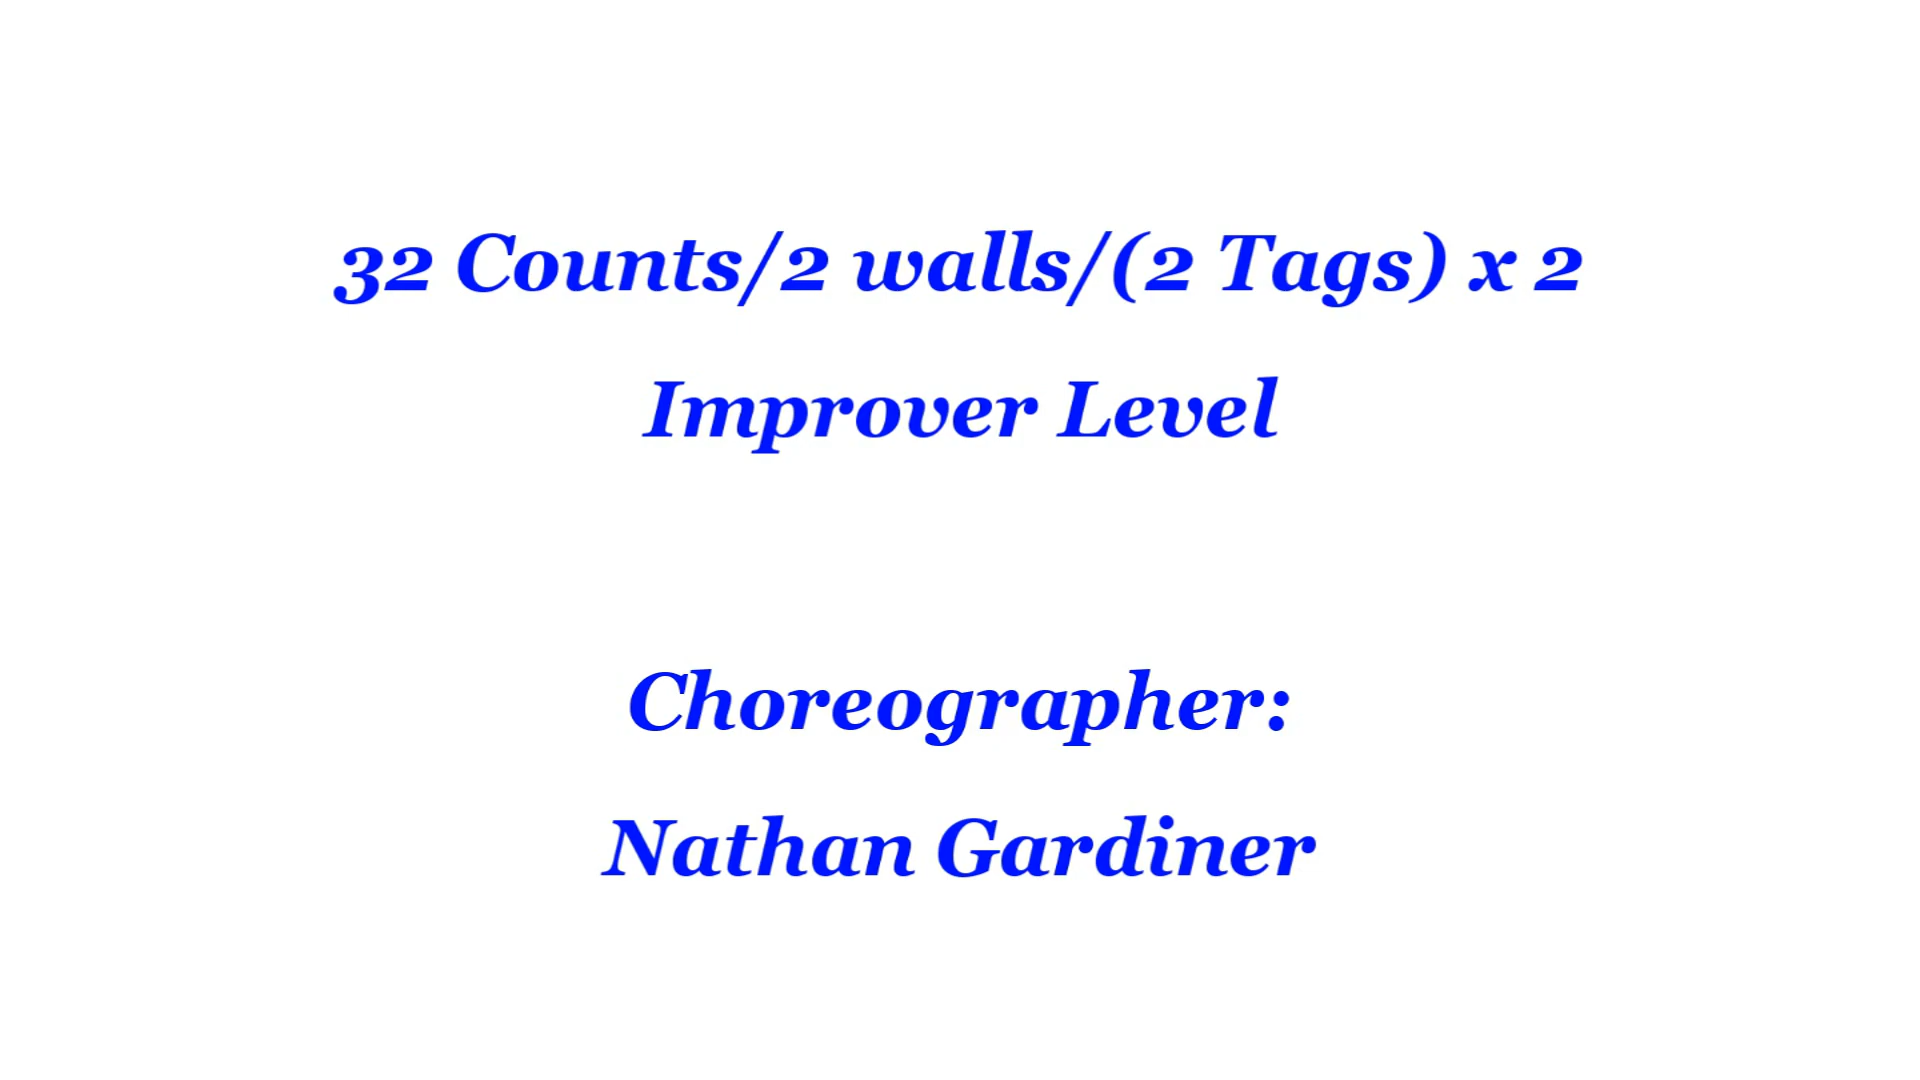 32 Counts/2 walls/(2 Tags) x 2
Improver Level
Choreographer:
Nathan Gardiner